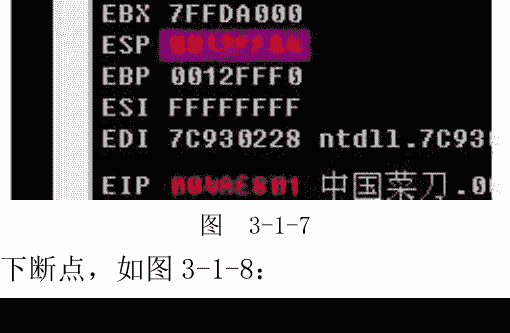 EBX 7FFDA000
ESP
EBP 0012FFF0
ESI FFFFFFFF
EDI 7C930228 ntdll.7C93
EIP 中国菜刀.0
图 3-1-7
下断点，如图 3-1-8：